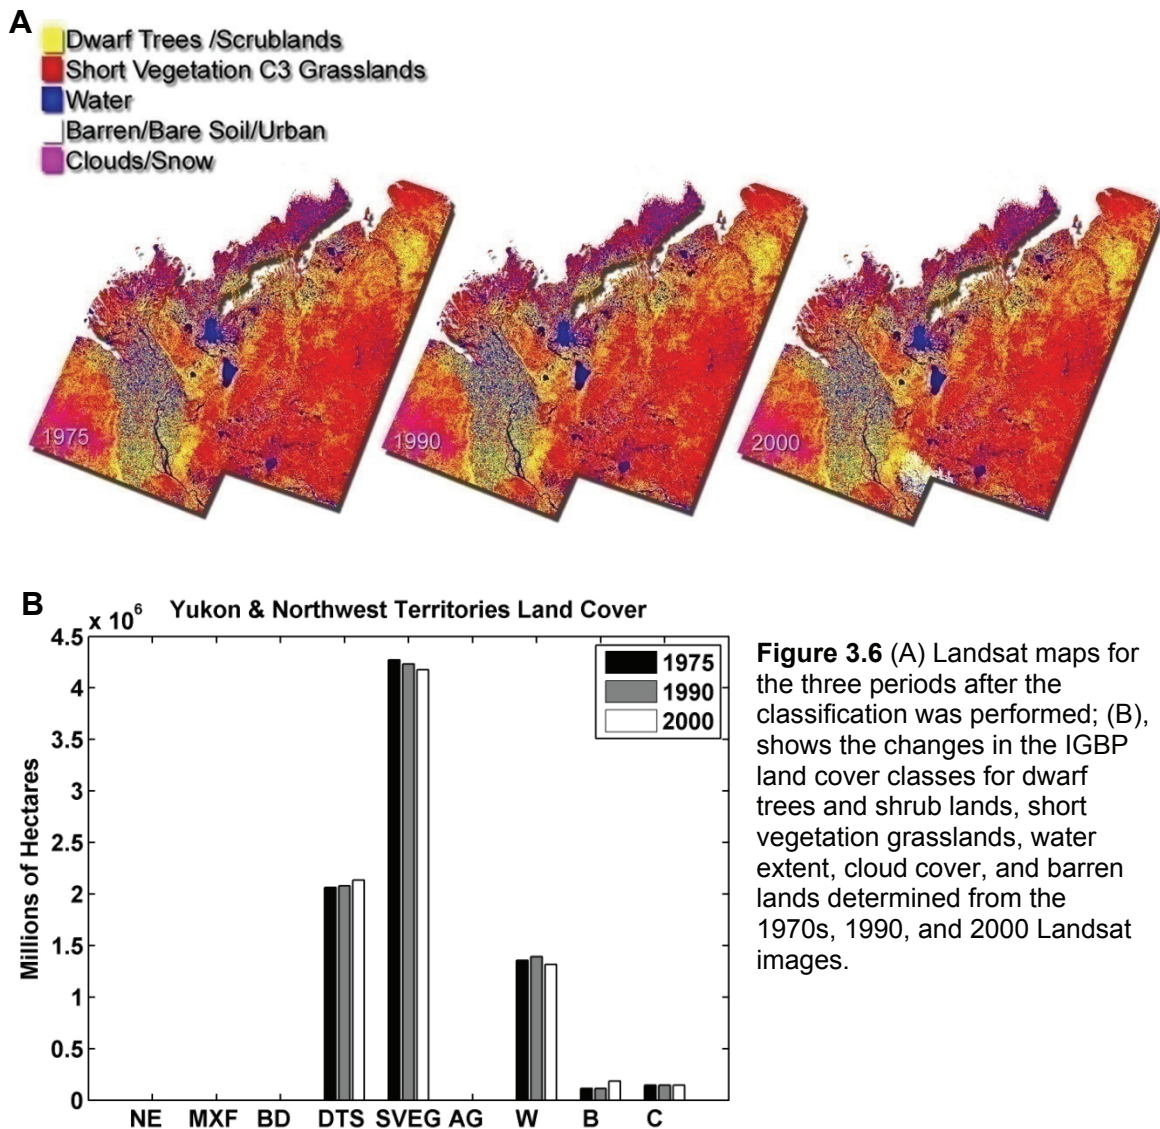 A
Dwarf Trees /Scrublands
Short Vegetation C3 Grasslands
Water
Barren/Bare Soil/Urban
Clouds/Snow
1975
1990
2000
B
x 10⁶ Yukon & Northwest Territories Land Cover
4.5
4
3.5
3
2.5
2
1.5
1
0.5
0
Millions of Hectares
1975
1990
2000
NE MXF BD DTS SVEG AG W B C
Figure 3.6 (A) Landsat maps for
the three periods after the
classification was performed; (B),
shows the changes in the IGBP
land cover classes for dwarf
trees and shrub lands, short
vegetation grasslands, water
extent, cloud cover, and barren
lands determined from the
1970s, 1990, and 2000 Landsat
images.